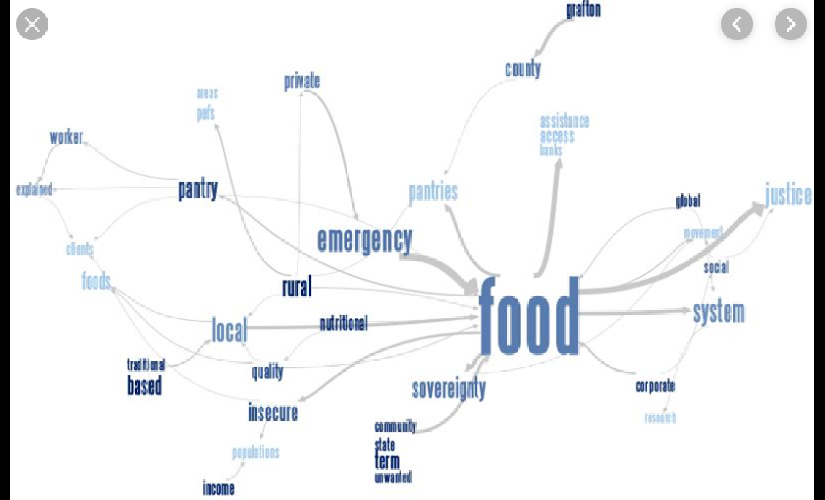 grafton
county
private
areas
pefs
assistance
access
banks
worker
explained
pantry
pantries
justice
global
movement
emergency
clients
social
foods
rural
food
system
local
nutritional
traditional
based
quality
sovereignty
corporate
insecure
research
community
state
term
unwanted
populations
income